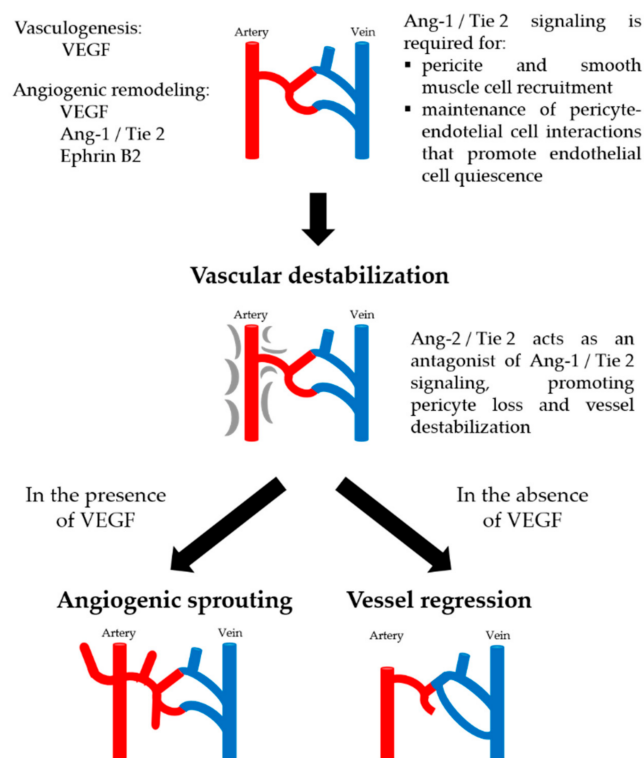 Vasculogenesis:
VEGF
Angiogenic remodeling:
VEGF
Ang-1 / Tie 2
Ephrin B2
Artery
Vein
Ang-1 / Tie 2 signaling is
required for:
▪ pericite and smooth
muscle cell recruitment
▪ maintenance of pericyte-
endotelial cell interactions
that promote endothelial
cell quiescence
Vascular destabilization
Artery
Vein
Ang-2 / Tie 2 acts as an
antagonist of Ang-1 / Tie 2
signaling, promoting
pericyte loss and vessel
destabilization
In the presence
of VEGF
In the absence
of VEGF
Angiogenic sprouting
Vessel regression
Artery
Vein
Artery
Vein